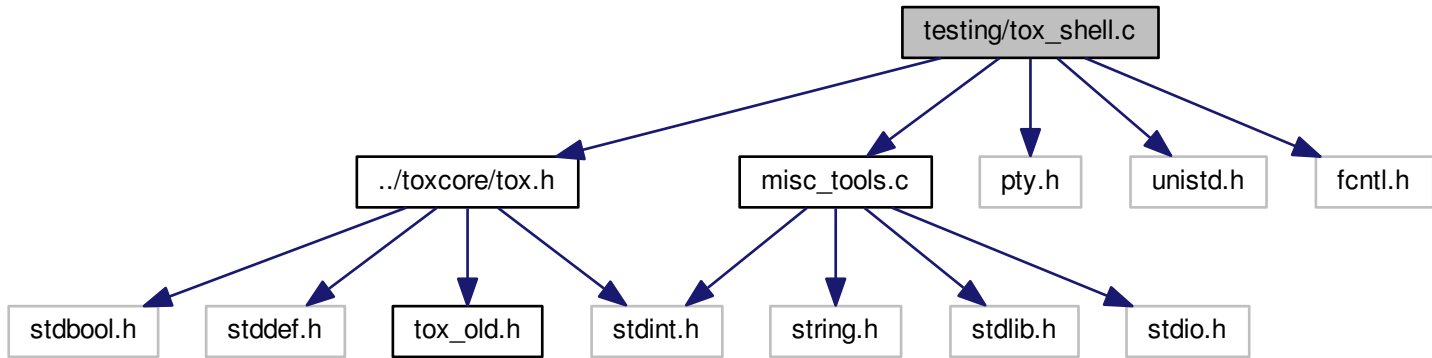 testing/tox_shell.c
../toxcore/tox.h
misc_tools.c
pty.h
unistd.h
fcntl.h
stdbool.h
stddef.h
tox_old.h
stdint.h
string.h
stdlib.h
stdio.h